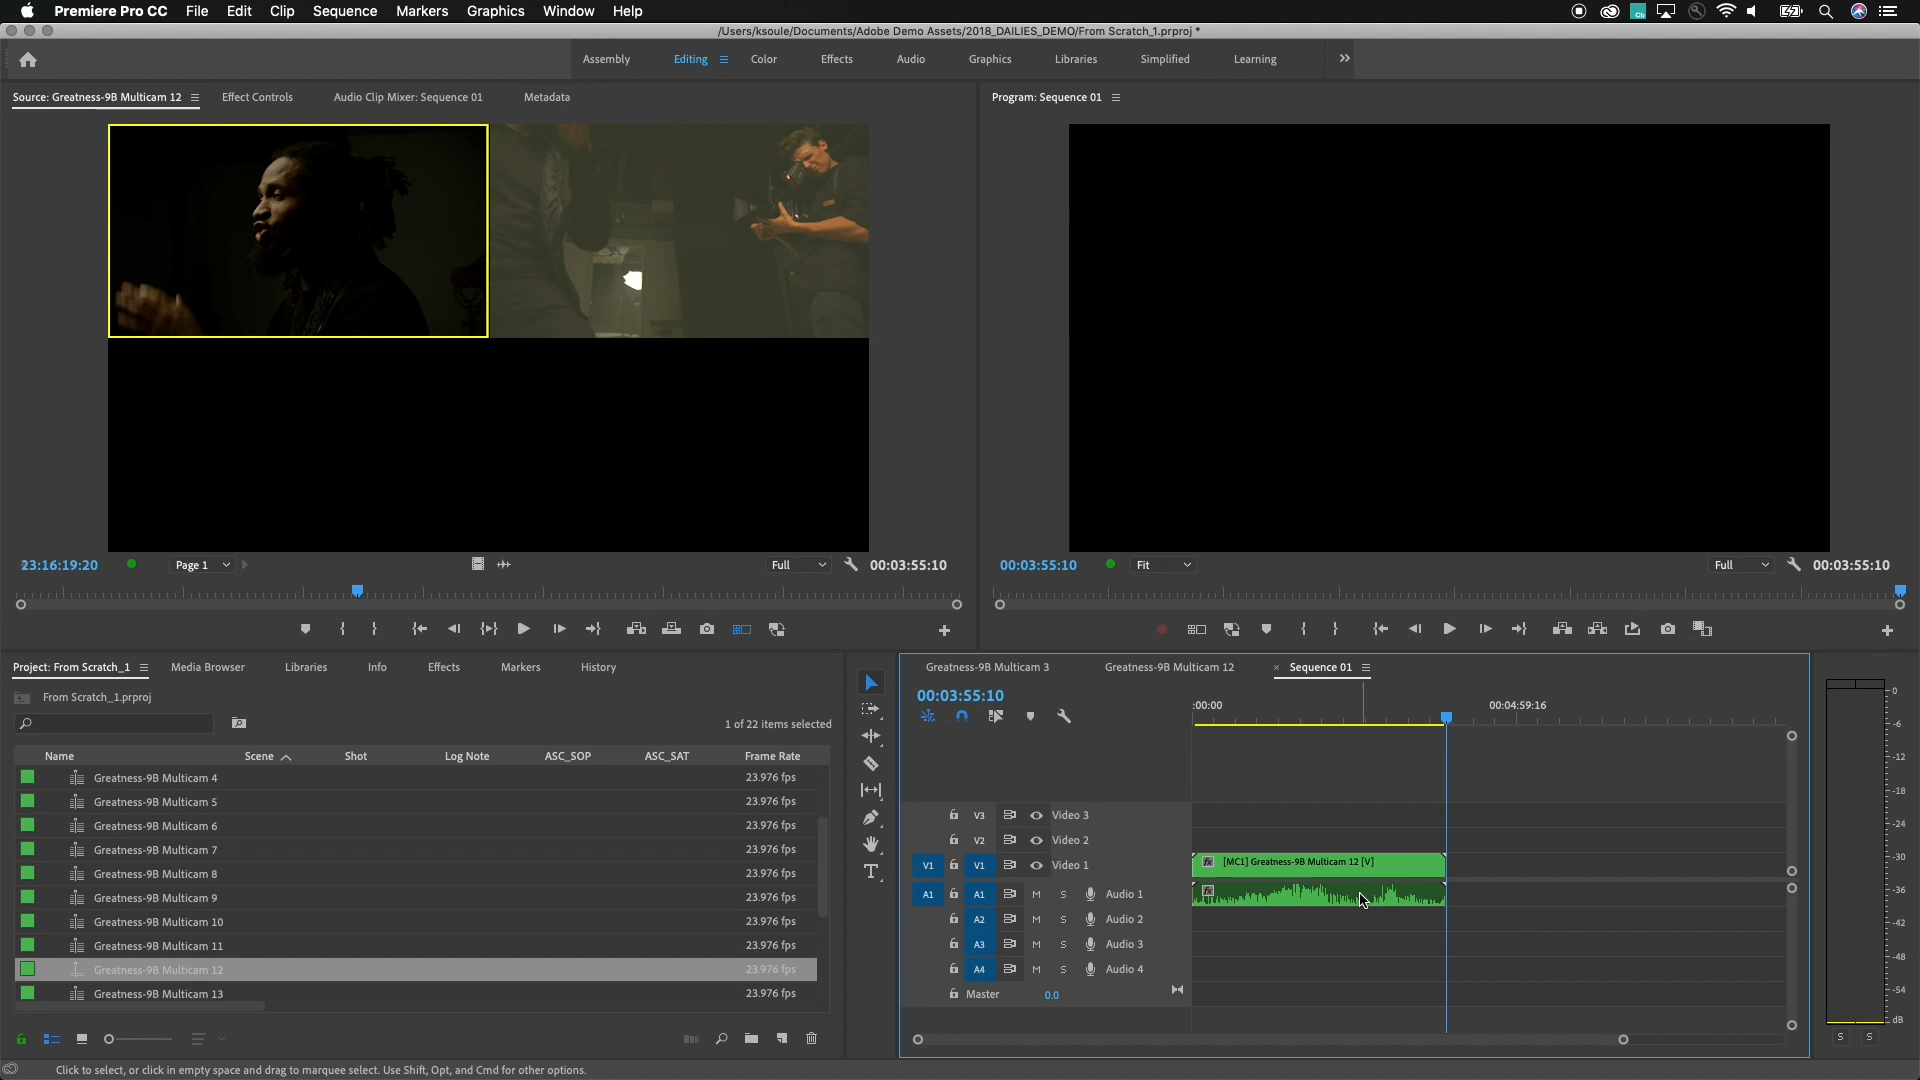 Premiere Pro CC File Edit Clip Sequence Markers Graphics Window Help
/Users/ksoule/Documents/Adobe Demo Assets/2018_DAILIES_DEMO/From Scratch_1.prproj *
Assembly Editing Color Effects Audio Graphics Libraries Simplified Learning
Source: Greatness-9B Multicam 12 Effect Controls Audio Clip Mixer: Sequence 01 Metadata
Program: Sequence 01
23:16:19:20 Page 1 Full 00:03:55:10
00:03:55:10 Fit Full 00:03:55:10
Project: From Scratch_1 Media Browser Libraries Info Effects Markers History
From Scratch_1.prproj
1 of 22 items selected
Name Scene Shot Log Note ASC_SOP ASC_SAT Frame Rate
Greatness-9B Multicam 4 23.976 fps
Greatness-9B Multicam 5 23.976 fps
Greatness-9B Multicam 6 23.976 fps
Greatness-9B Multicam 7 23.976 fps
Greatness-9B Multicam 8 23.976 fps
Greatness-9B Multicam 9 23.976 fps
Greatness-9B Multicam 10 23.976 fps
Greatness-9B Multicam 11 23.976 fps
Greatness-9B Multicam 12 23.976 fps
Greatness-9B Multicam 13 23.976 fps
Greatness-9B Multicam 3 Greatness-9B Multicam 12 × Sequence 01
00:03:55:10
:00:00 00:04:59:16
V3 Video 3
V2 Video 2
V1 V1 Video 1
[MC1] Greatness-9B Multicam 12 [V]
A1 A1 M S Audio 1
A2 M S Audio 2
A3 M S Audio 3
A4 M S Audio 4
Master 0.0
0
-6
-12
-18
-24
-30
-36
-42
-48
-54
dB
S S
Click to select, or click in empty space and drag to marquee select. Use Shift, Opt, and Cmd for other options.